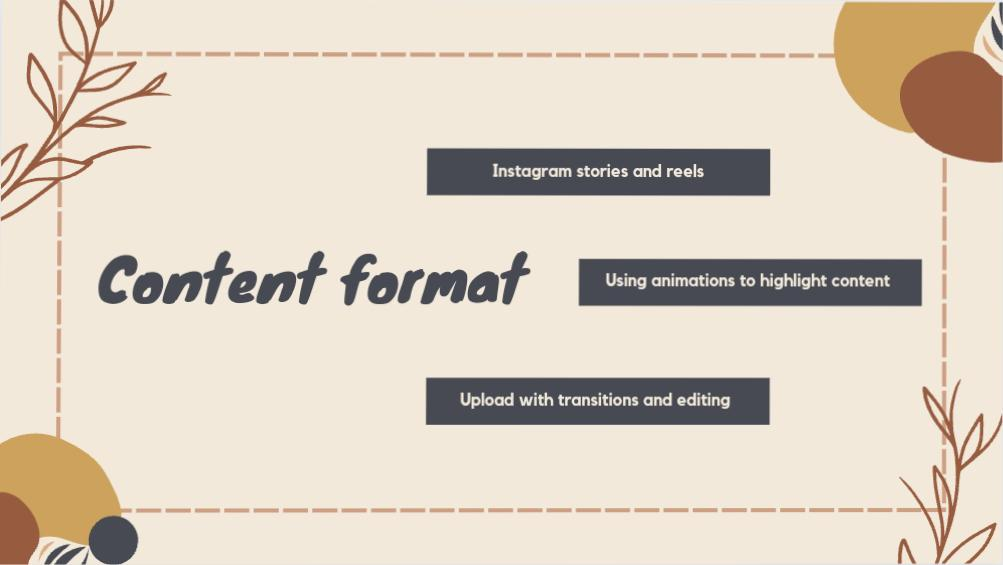 Instagram stories and reels
Content format
Using animations to highlight content
Upload with transitions and editing